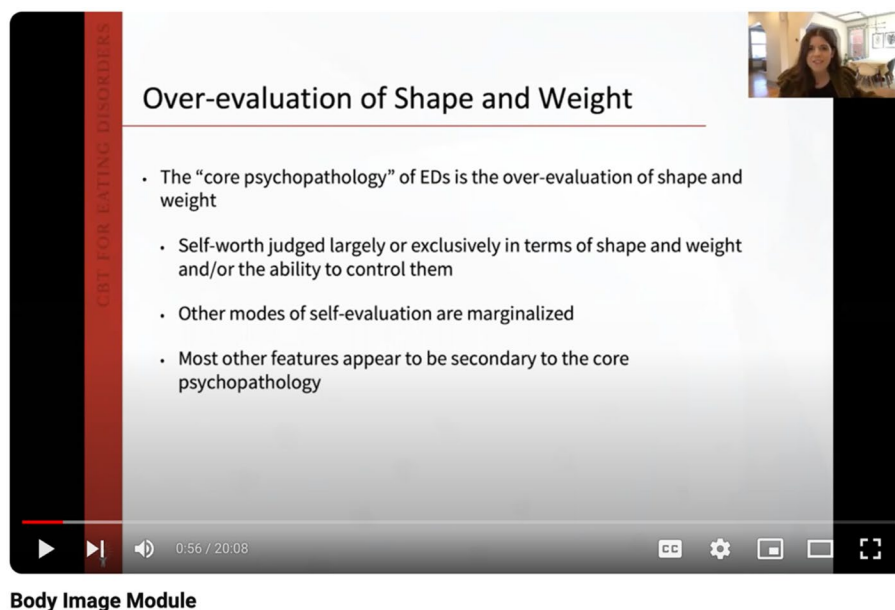 CBT FOR EATING DISORDERS
Over-evaluation of Shape and Weight
• The “core psychopathology” of EDs is the over-evaluation of shape and
weight
• Self-worth judged largely or exclusively in terms of shape and weight
and/or the ability to control them
• Other modes of self-evaluation are marginalized
• Most other features appear to be secondary to the core
psychopathology
0:56 / 20:08
CC
Body Image Module